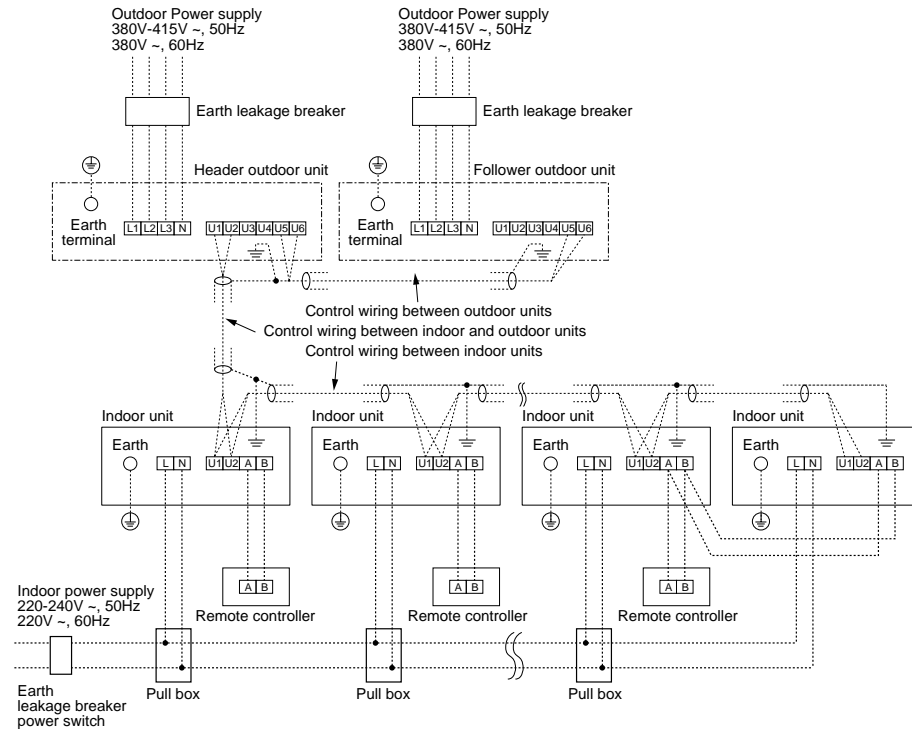 Outdoor Power supply
380V-415V ~, 50Hz
380V ~, 60Hz
Outdoor Power supply
380V-415V ~, 50Hz
380V ~, 60Hz
Earth leakage breaker
Earth leakage breaker
Header outdoor unit
Follower outdoor unit
Earth
terminal
L1 L2 L3 N
U1 U2 U3 U4 U5 U6
Earth
terminal
L1 L2 L3 N
U1 U2 U3 U4 U5 U6
Control wiring between outdoor units
Control wiring between indoor and outdoor units
Control wiring between indoor units
Indoor unit
Indoor unit
Indoor unit
Indoor unit
Earth
L N
U1 U2 A B
Earth
L N
U1 U2 A B
Earth
L N
U1 U2 A B
Earth
L N
U1 U2 A B
A B
A B
A B
Remote controller
Remote controller
Remote controller
Indoor power supply
220-240V ~, 50Hz
220V ~, 60Hz
Earth
leakage breaker
power switch
Pull box
Pull box
Pull box